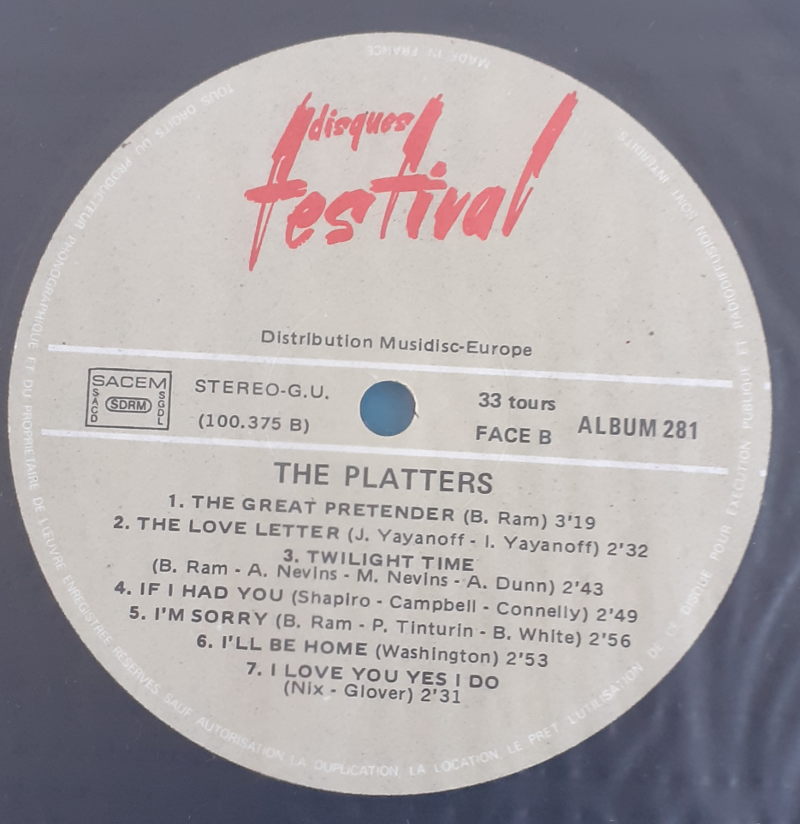 MADE IN FRANCE
disques
festival
Distribution Musidisc-Europe
SACEM
SACD
SDRM
SGDL
STEREO-G.U.
(100.375 B)
33 tours
FACE B
ALBUM 281
THE PLATTERS
1. THE GREAT PRETENDER (B. Ram) 3'19
2. THE LOVE LETTER (J. Yayanoff - I. Yayanoff) 2'32
3. TWILIGHT TIME
(B. Ram - A. Nevins - M. Nevins - A. Dunn) 2'43
4. IF I HAD YOU (Shapiro - Campbell - Connelly) 2'49
5. I'M SORRY (B. Ram - P. Tinturin - B. White) 2'56
6. I'LL BE HOME (Washington) 2'53
7. I LOVE YOU YES I DO
(Nix - Glover) 2'31
TOUS DROITS DU PRODUCTEUR PHONOGRAPHIQUE ET DU PROPRIETAIRE DE L'ŒUVRE ENREGISTREE RESERVES SAUF AUTORISATION LA DUPLICATION, LA LOCATION, LE PRET L'UTILISATION DE CE DISQUE POUR EXECUTION PUBLIQUE ET RADIODIFFUSION SONT INTERDITS